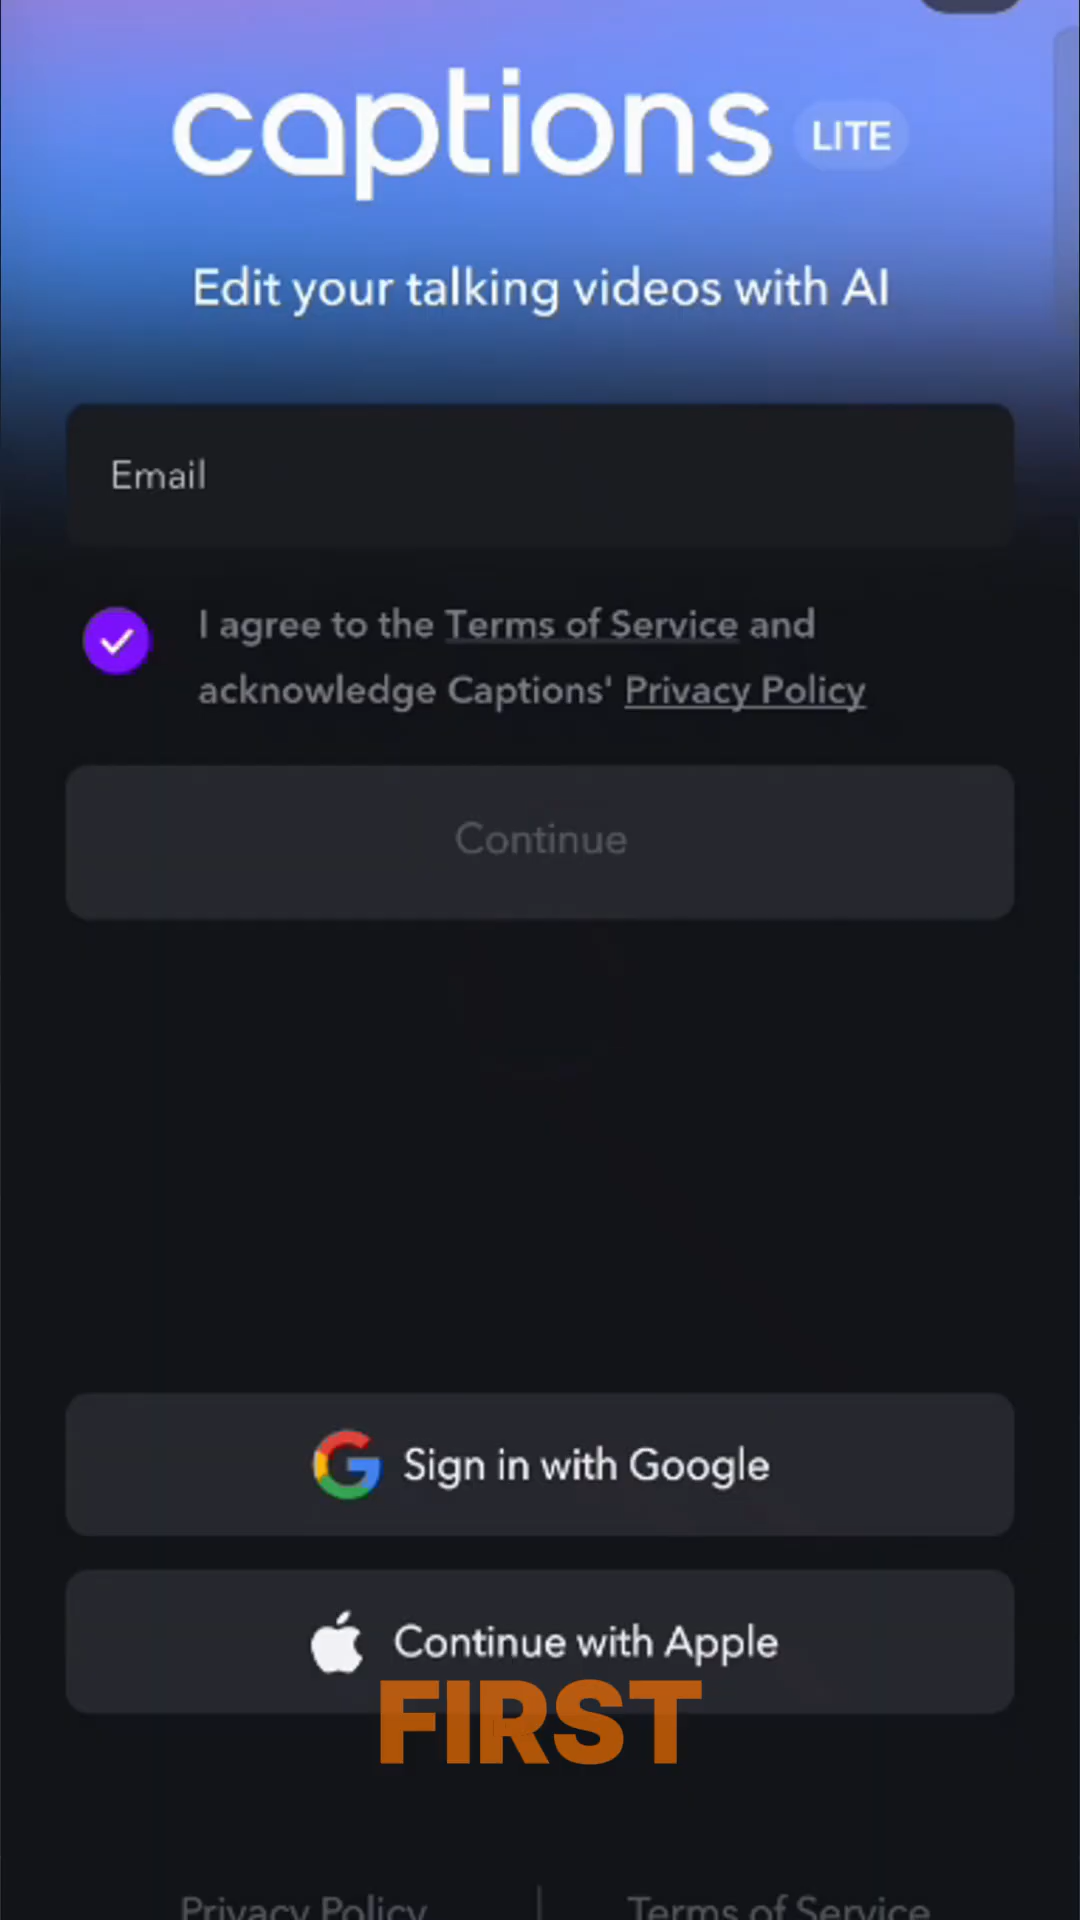 captions LITE
Edit your talking videos with AI
Email
I agree to the Terms of Service and
acknowledge Captions' Privacy Policy
Continue
Sign in with Google
Continue with Apple
FIRST
Privacy Policy | Terms of Service